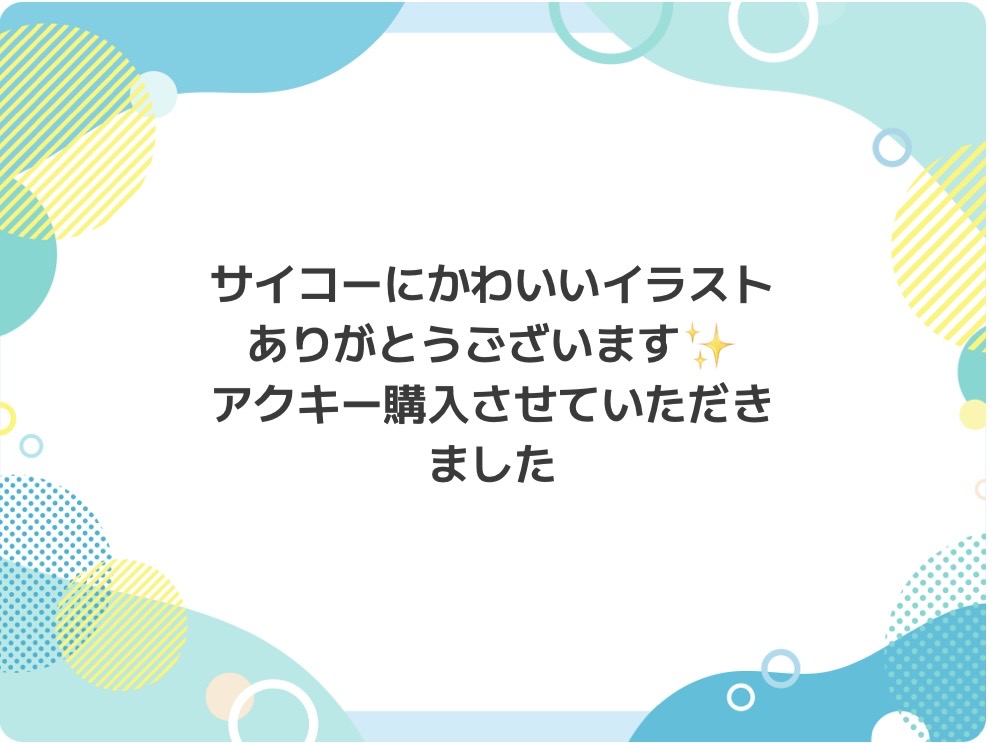 サイコーにかわいいイラスト
ありがとうございます✨
アクキー購入させていただき
ました